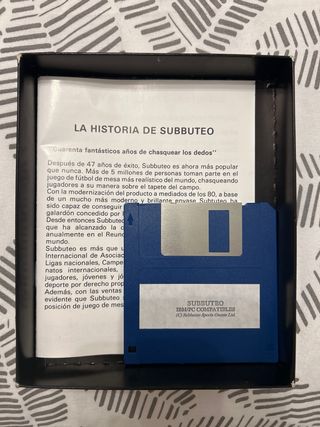 LA HISTORIA DE SUBBUTEO
"Cuarenta fantásticos años de chasquear los dedos"
Después de 47 años de éxito, Subbuteo es ahora más popular
que nunca. Más de 5 millones de personas toman parte en el
juego de fútbol de mesa más realístico del mundo, chasqueando
jugadores a su manera sobre el tapete del campo.
Con la modernización del producto a mediados de los 80, a base
de un mucho más moderno y brillante envase Subbuteo ha
sido capaz de conseguir
galardón concedido por l
Desde entonces Subbuteo
que ha alcanzado la c
anualmente en el Reino
Mundo.
Subbuteo es más que u
Internacional de Asociac
Ligas nacionales, Campe
natos internacionales,
jugadores, jóvenes y jó
deporte por derecho propio
Además, con las ventas
evidente que Subbuteo
posición de juego de mesa
SUBBUTEO
IBM/PC COMPATIBLES
(C) Subbuteo Sports Games Ltd.